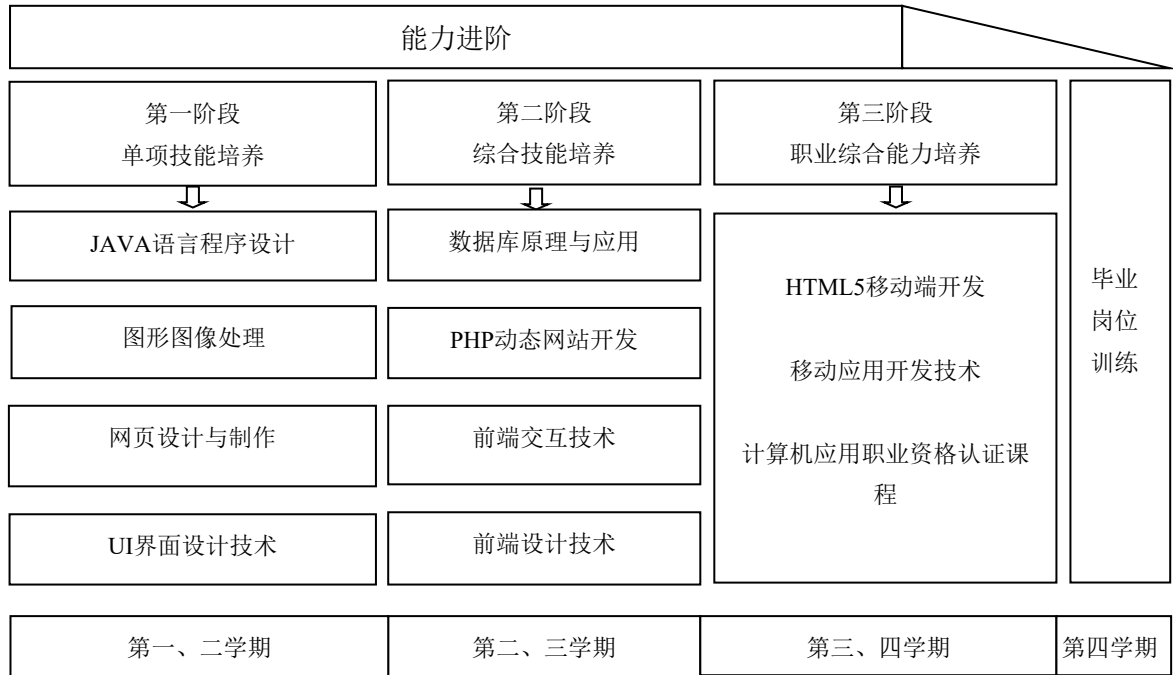 能力进阶
第一阶段
单项技能培养
第二阶段
综合技能培养
第三阶段
职业综合能力培养
JAVA语言程序设计
图形图像处理
网页设计与制作
UI界面设计技术
数据库原理与应用
PHP动态网站开发
前端交互技术
前端设计技术
HTML5移动端开发
移动应用开发技术
计算机应用职业资格认证课
程
毕业
岗位
训练
第一、二学期
第二、三学期
第三、四学期
第四学期